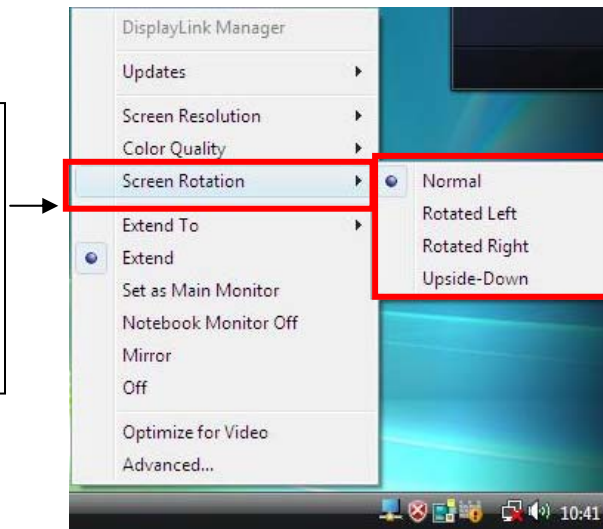 DisplayLink Manager
Updates
Screen Resolution
Color Quality
Screen Rotation
Extend To
Extend
Set as Main Monitor
Notebook Monitor Off
Mirror
Off
Optimize for Video
Advanced...
Normal
Rotated Left
Rotated Right
Upside-Down
10:41